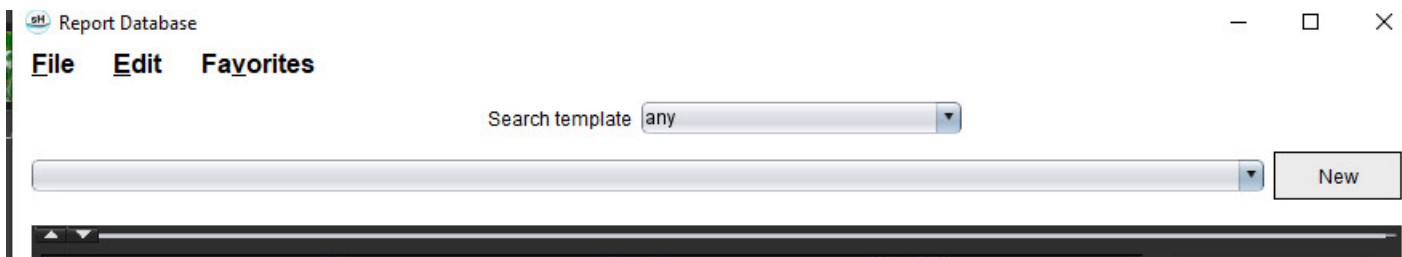 sH Report Database
File Edit Favorites
Search template any
New